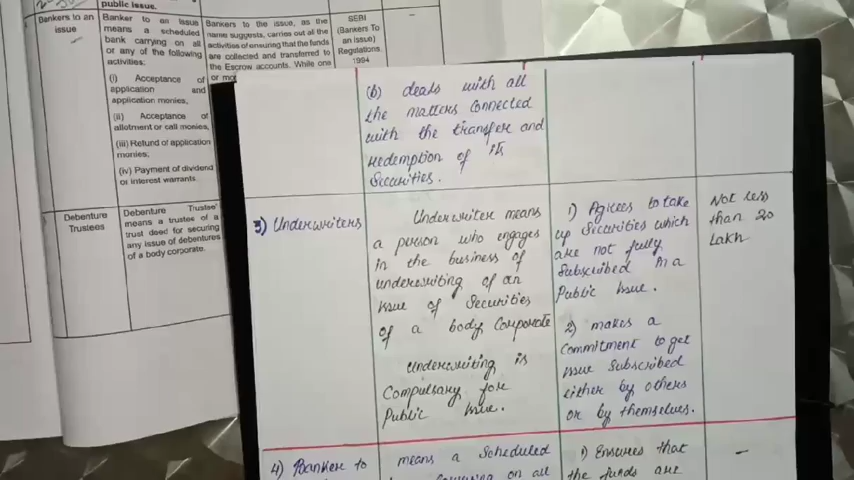 public issue.
Bankers to an
issue
Banker to an issue
means a scheduled
bank carrying on all
or any of the following
activities:
(i) Acceptance of
application and
application monies,
(ii) Acceptance of
allotment or call monies,
(iii) Refund of application
monies,
(iv) Payment of dividend
or interest warrants.
Bankers to the issue, as the
name suggests, carries out all the
activities of ensuring that the funds
are collected and transferred to
the Escrow accounts. While one
or mo
SEBI
(Bankers To
an issue)
Regulations,
1994
–
Debenture
Trustees
Debenture Trustee'
means a trustee of a
trust deed for securing
any issue of debentures
of a body corporate.
(b) deals with all
the matters connected
with the transfer and
redemption of its
Securities.
3) Underwriters
Underwriter means
a person who engages
in the business of
underwriting of an
issue of Securities
of a body Corporate
Underwriting is
Compulsary for
Public issue.
1) Agrees to take
up Securities which
are not fully
Subscribed in a
Public issue.
2) makes a
Commitment to get
issue Subscribed
either by others
or by themselves.
Not less
than 20
Lakh
4) Banker to
means a Scheduled
on all
1) Ensures that
the funds are
–